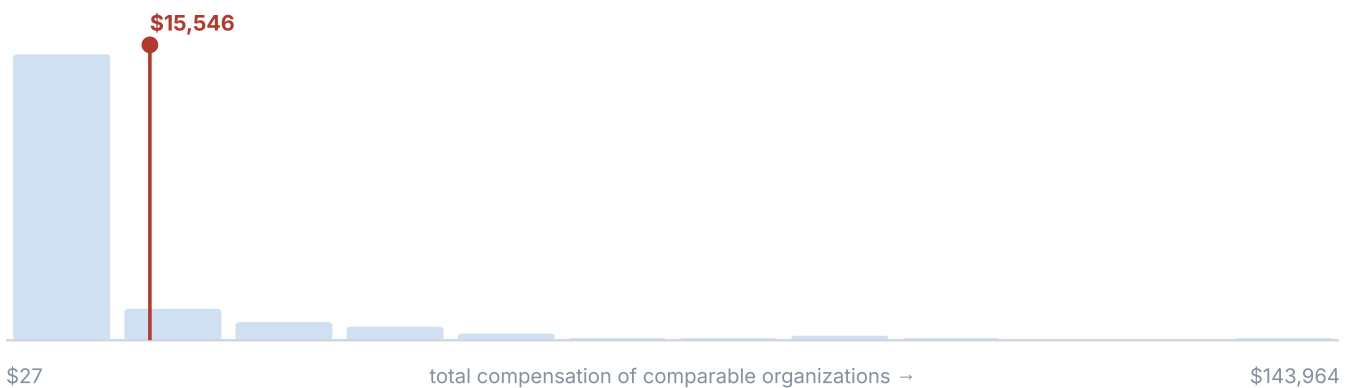 $15,546
$27 total compensation of comparable organizations → $143,964